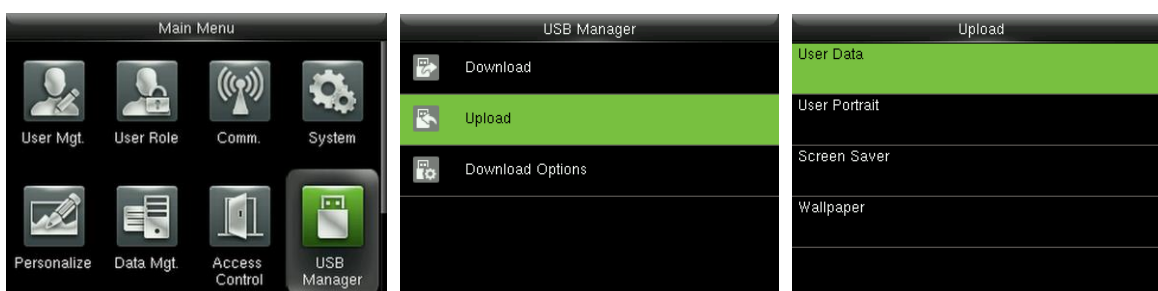 Main Menu
User Mgt.
User Role
Comm.
System
Personalize
Data Mgt.
Access
Control
USB
Manager
USB Manager
Download
Upload
Download Options
Upload
User Data
User Portrait
Screen Saver
Wallpaper